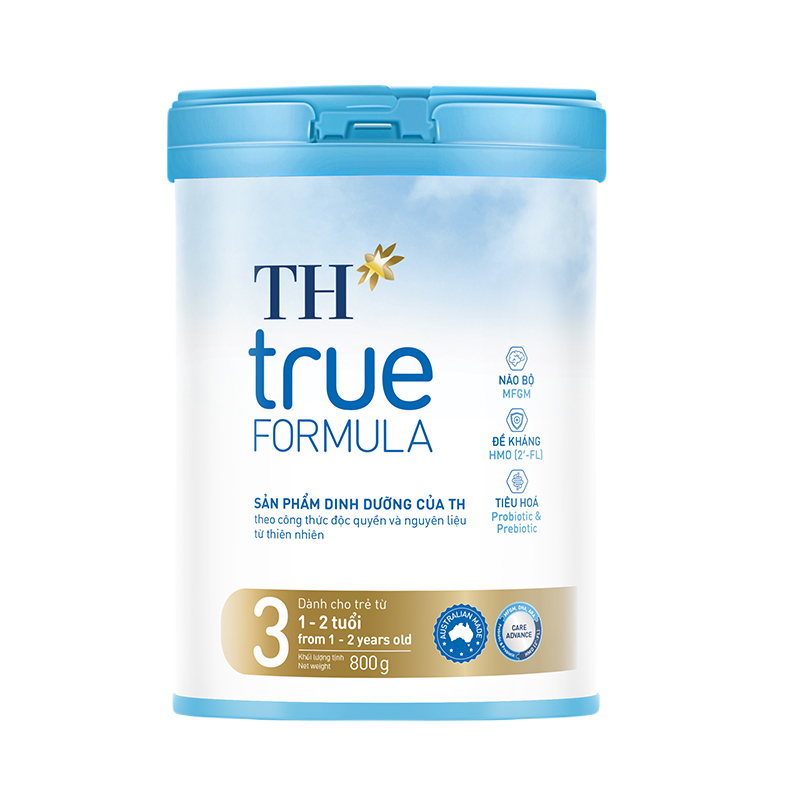 TH
true
FORMULA
SẢN PHẨM DINH DƯỠNG CỦA TH
theo công thức độc quyền và nguyên liệu
từ thiên nhiên
NÃO BỘ
MFGM
ĐỀ KHÁNG
HMO (2'-FL)
TIÊU HOÁ
Probiotic &
Prebiotic
3
Dành cho trẻ từ
1 - 2 tuổi
from 1 - 2 years old
Khối lượng tịnh
Net weight
800g
AUSTRALIAN MADE
CARE
ADVANCE